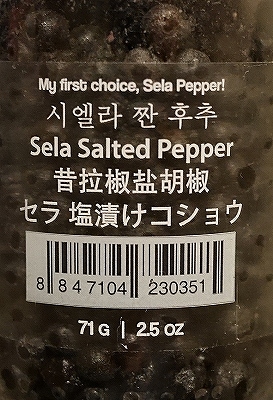 My first choice, Sela Pepper!
시엘라 짠 후추
Sela Salted Pepper
昔拉椒盐胡椒
セラ 塩漬けコショウ
8 847104 230351
71 G | 2.5 oz